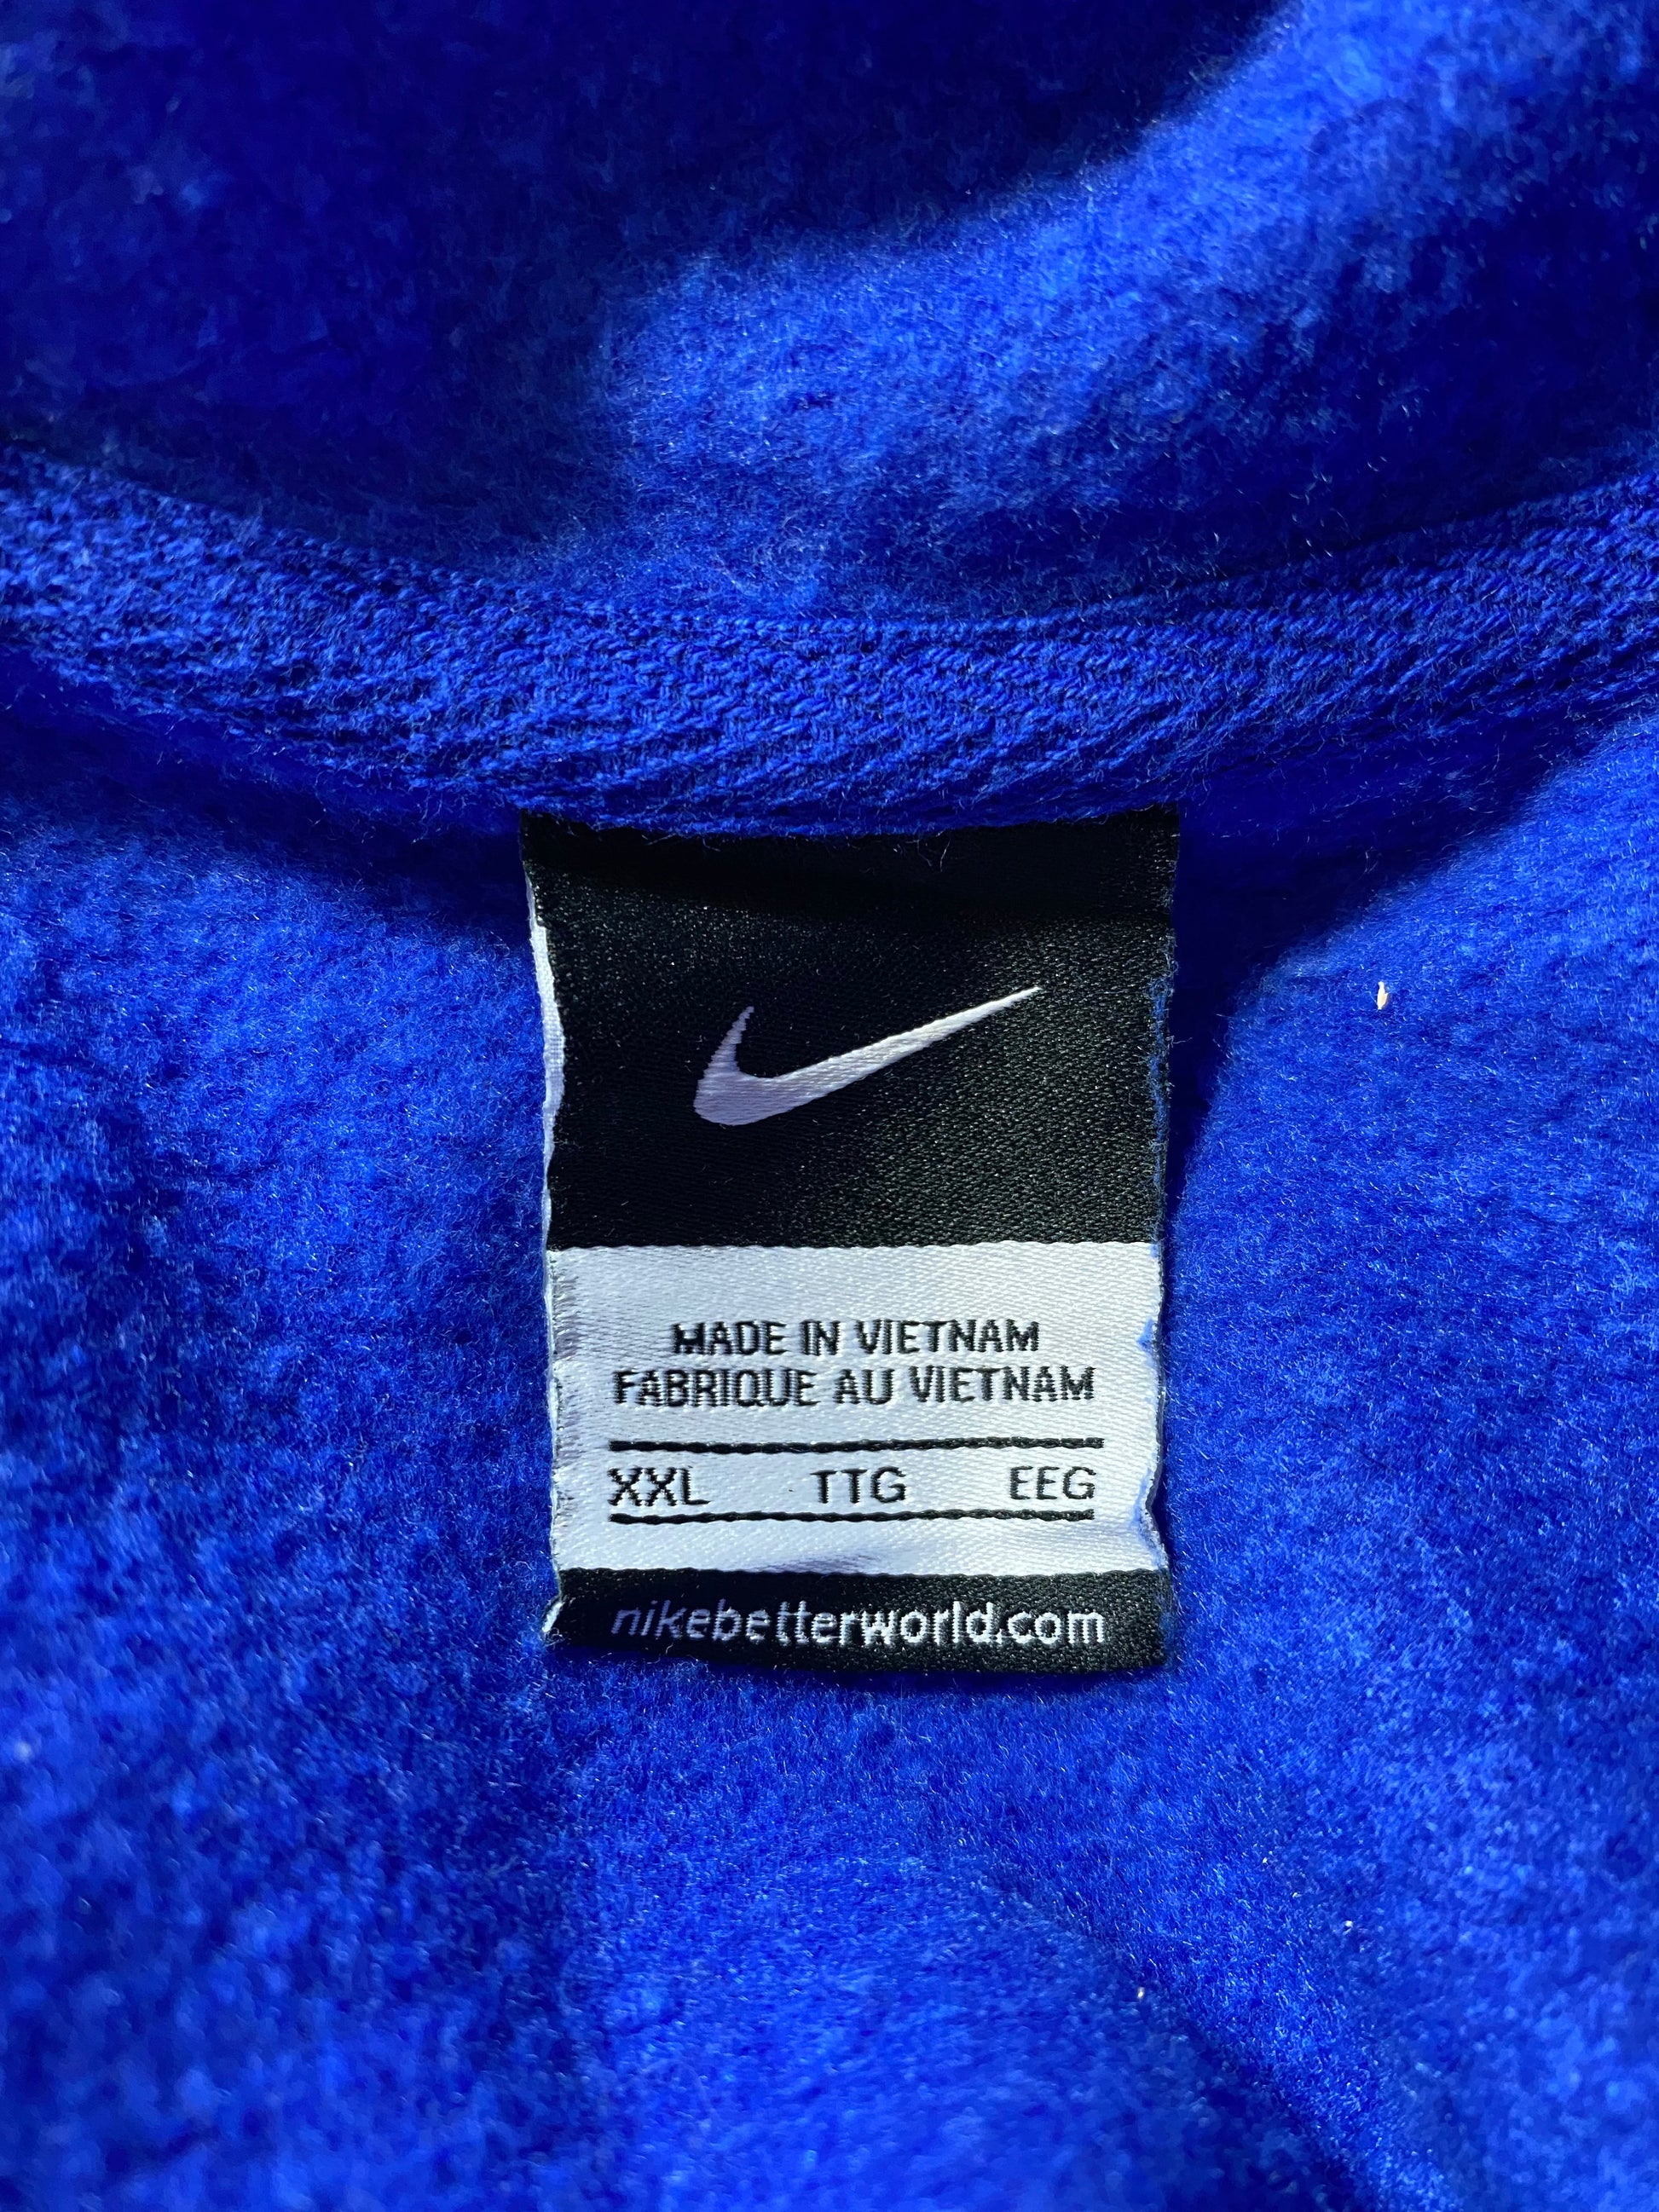 MADE IN VIETNAM
FABRIQUE AU VIETNAM
XXL TTG EEG
nikebetterworld.com